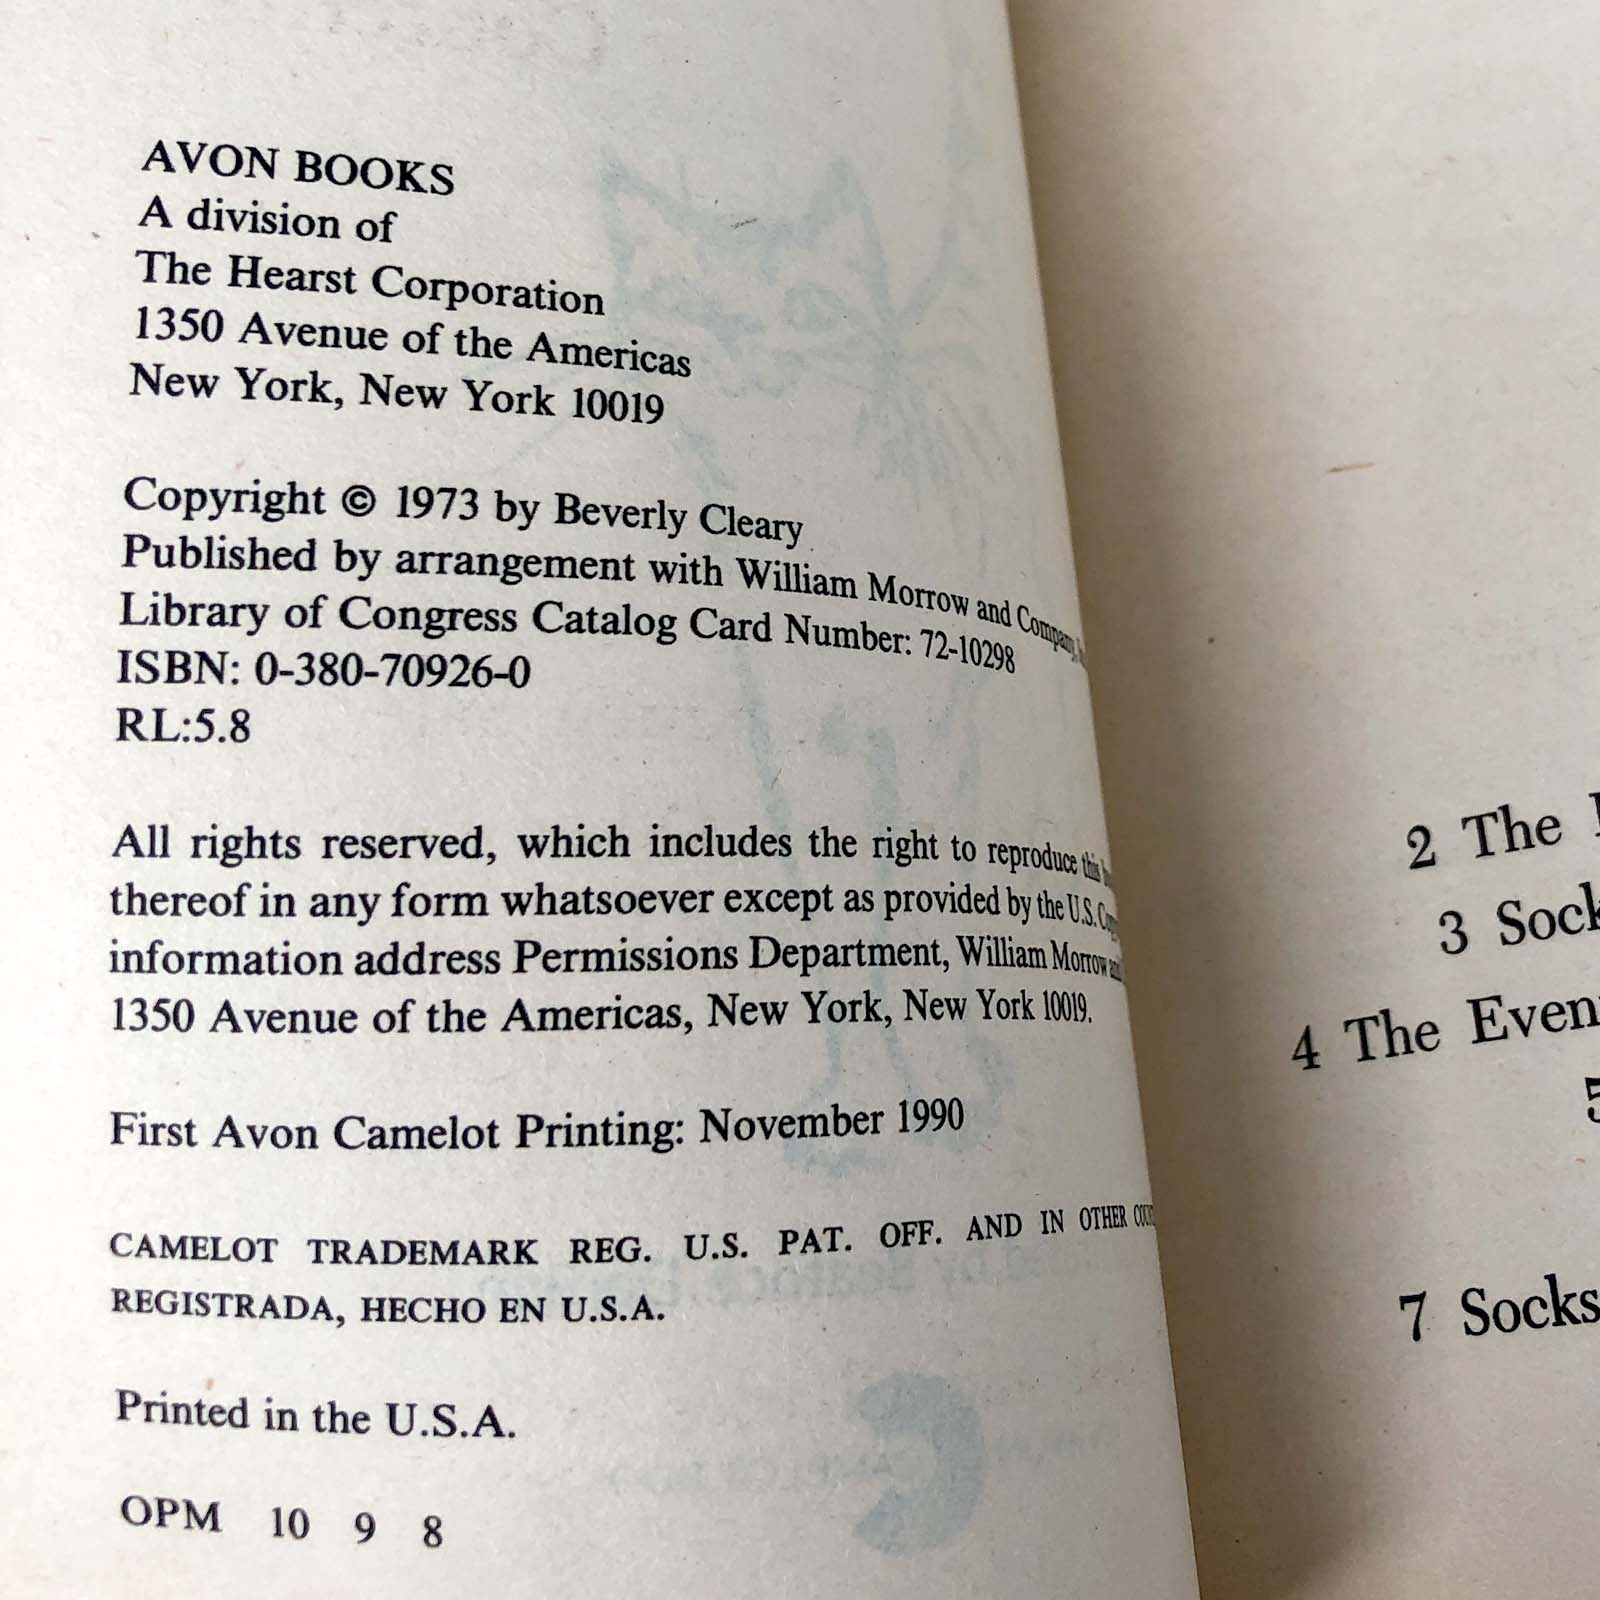 AVON BOOKS
A division of
The Hearst Corporation
1350 Avenue of the Americas
New York, New York 10019
Copyright © 1973 by Beverly Cleary
Published by arrangement with William Morrow and Company,
Library of Congress Catalog Card Number: 72-10298
ISBN: 0-380-70926-0
RL:5.8
All rights reserved, which includes the right to reproduce this
thereof in any form whatsoever except as provided by the U.S.
information address Permissions Department, William Morrow and
1350 Avenue of the Americas, New York, New York 10019.
First Avon Camelot Printing: November 1990
CAMELOT TRADEMARK REG. U.S. PAT. OFF. AND IN OTHER
REGISTRADA, HECHO EN U.S.A.
Printed in the U.S.A.
OPM 10 9 8
2 The
3 Sock
4 The Even
5
7 Socks